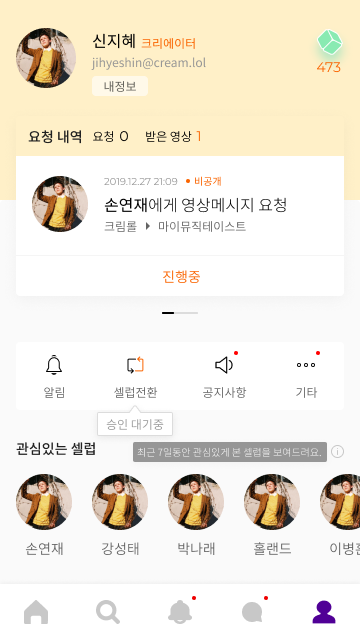 신지혜 크리에이터
jihyeshin@cream.lol
473
내정보
요청 내역 요청 0 받은 영상 1
2019.12.27 21:09 비공개
손연재에게 영상메시지 요청
크림롤 마이뮤직테이스트
진행중
알림 셀럽전환 공지사항 기타
승인 대기중
관심있는 셀럽
최근 7일동안 관심있게 본 셀럽을 보여드려요.
손연재 강성태 박나래 홀랜드 이병헌